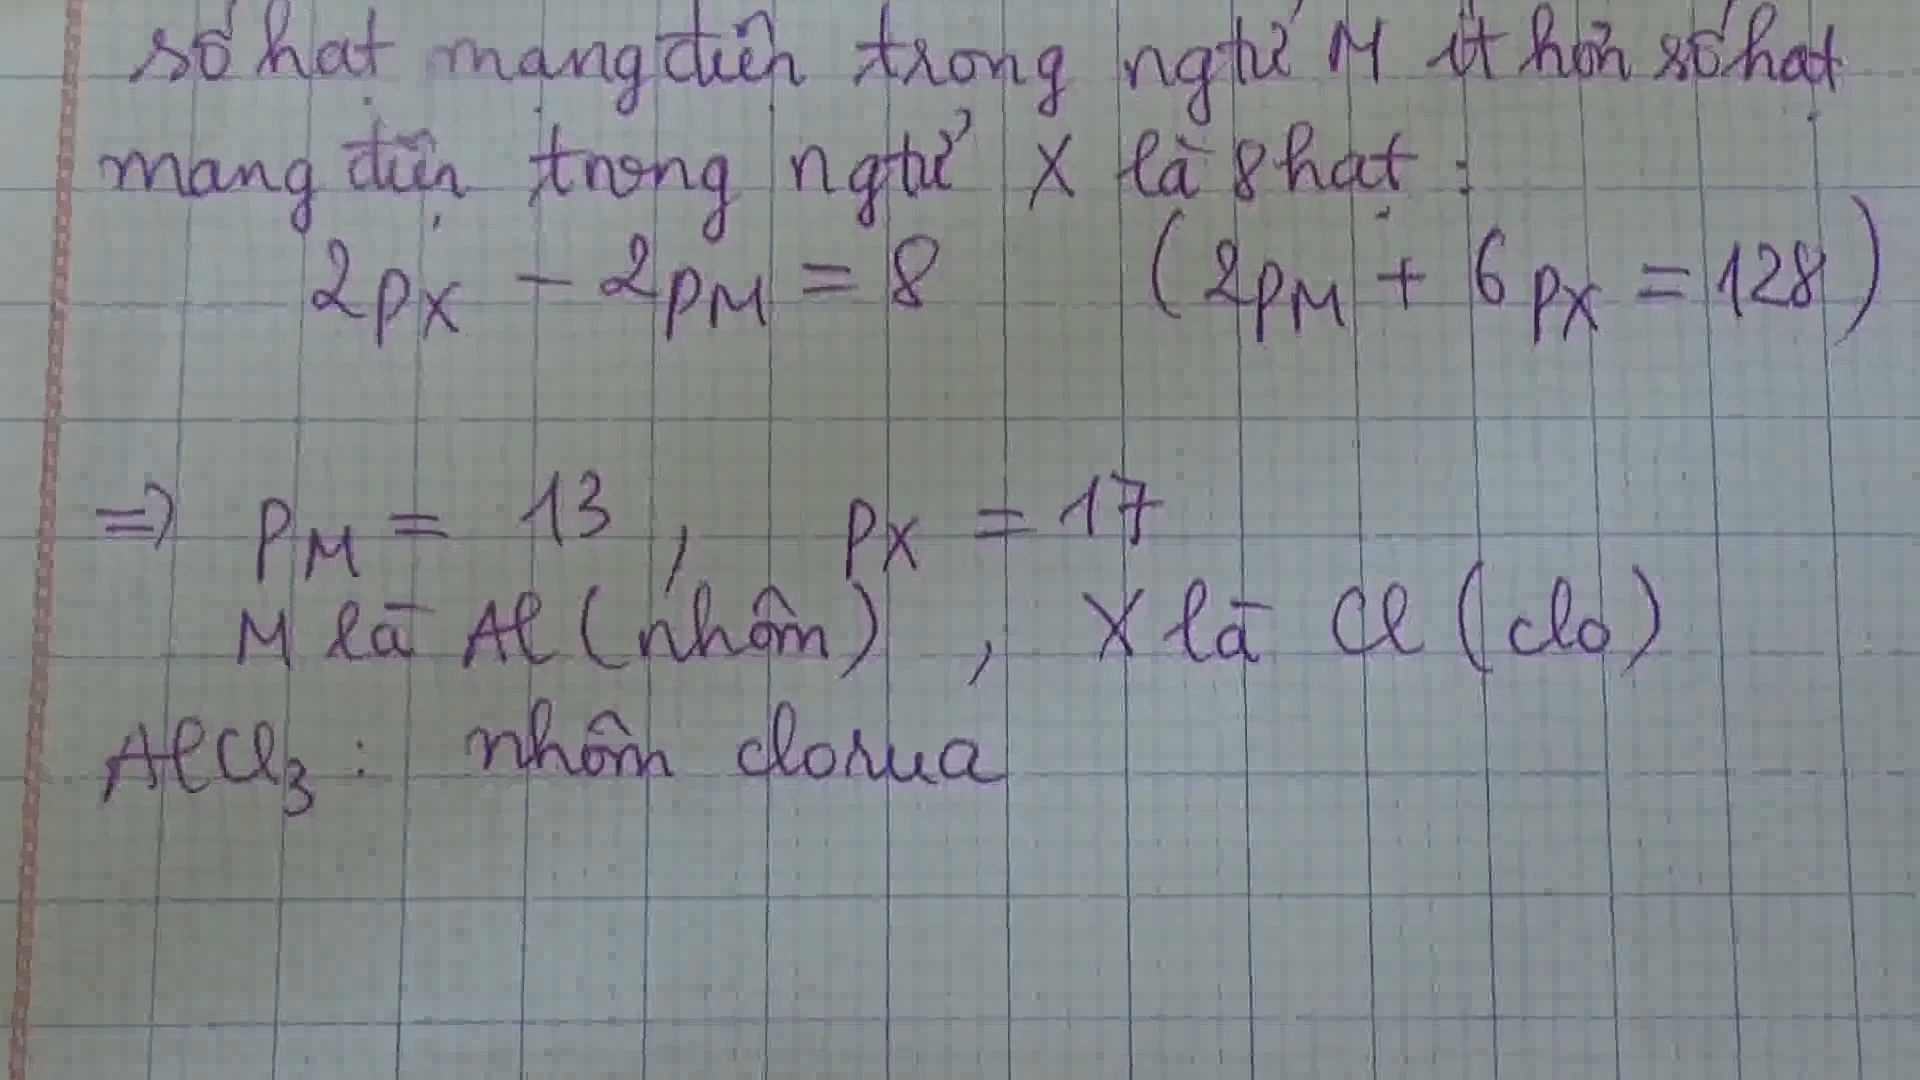 số hạt mang điện trong ngtử M ít hơn số hạt
mang điện trong ngtử X là 8 hạt :
2pX - 2pM = 8 (2pM + 6pX = 128)
=> pM = 13 , pX = 17
M là Al (nhôm) , X là Cl (clo)
AlCl3 : nhôm clorua